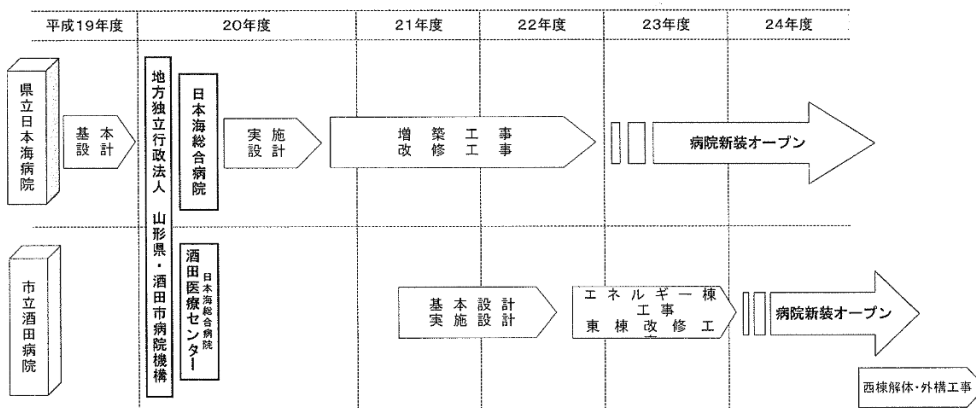 平成19年度
20年度
21年度
22年度
23年度
24年度
県立日本海病院
基本
設計
地方独立行政法人　山形県・酒田市病院機構
日本海総合病院
実施
設計
増築工事
改修工事
病院新装オープン
市立酒田病院
日本海総合病院
酒田医療センター
基本設計
実施設計
エネルギー棟
工事
東棟改修工
病院新装オープン
西棟解体・外構工事